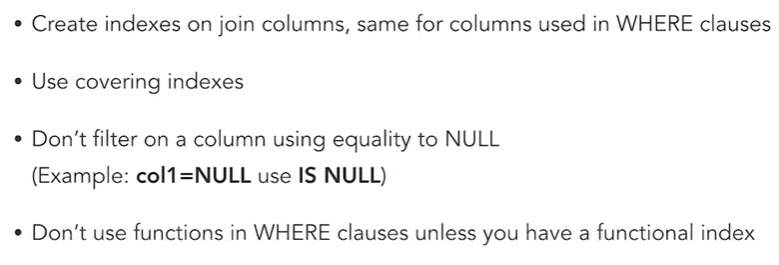 • Create indexes on join columns, same for columns used in WHERE clauses
• Use covering indexes
• Don't filter on a column using equality to NULL
(Example: col1=NULL use IS NULL)
• Don't use functions in WHERE clauses unless you have a functional index